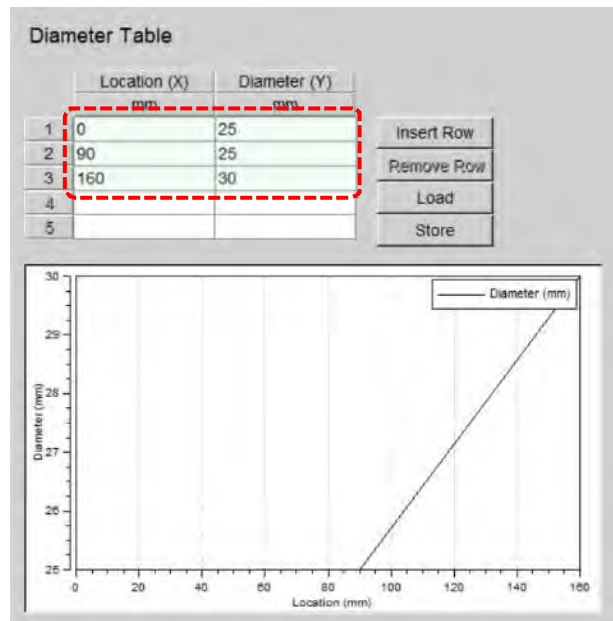 Diameter Table
Location (X) Diameter (Y)
mm mm
1 0 25
2 90 25
3 160 30
4
5
Insert Row
Remove Row
Load
Store
30
29
28
27
26
25
Diameter (mm)
Diameter (mm)
0 20 40 60 80 100 120 140 160
Location (mm)